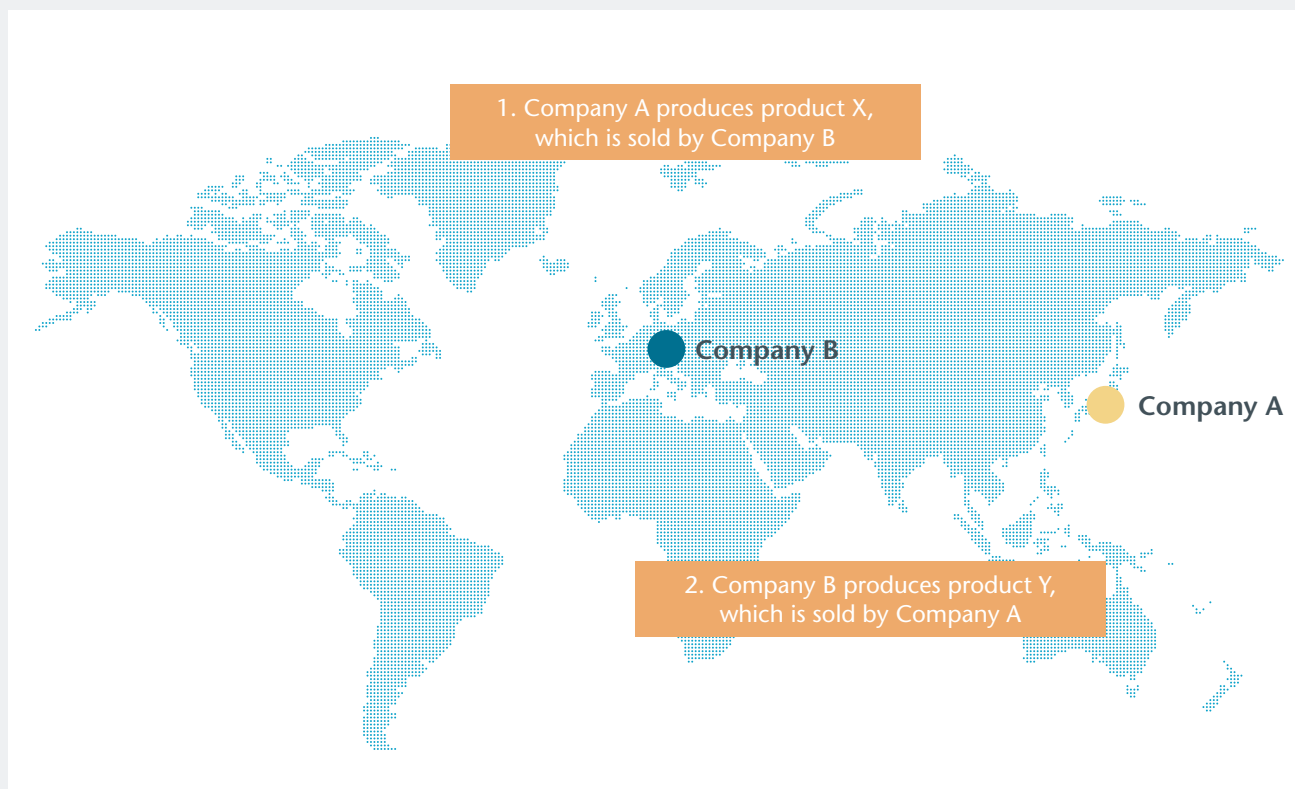 1. Company A produces product X,
which is sold by Company B
Company B
Company A
2. Company B produces product Y,
which is sold by Company A